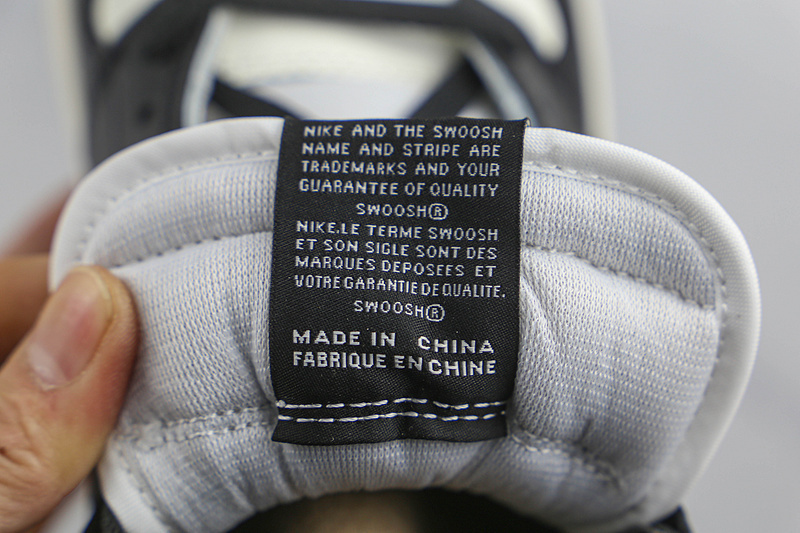 NIKE AND THE SWOOSH
NAME AND STRIPE ARE
TRADEMARKS AND YOUR
GUARANTEE OF QUALITY
SWOOSH®
NIKE.LE TERME SWOOSH
ET SON SIGLE SONT DES
MARQUES DEPOSEES ET
VOTRE GARANTIE DE QUALITE.
SWOOSH®
MADE IN CHINA
FABRIQUE EN CHINE